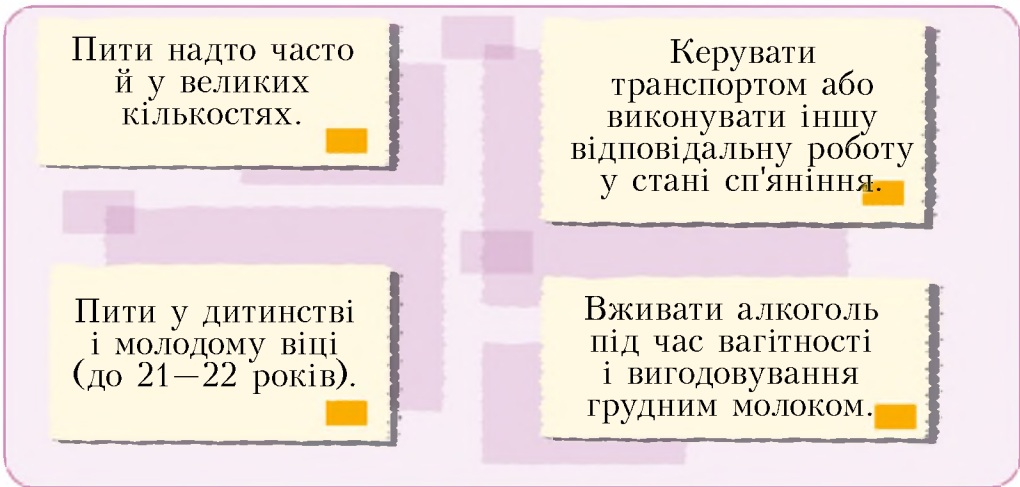 Пити надто часто
й у великих
кількостях.
Керувати
транспортом або
виконувати іншу
відповідальну роботу
у стані сп'яніння.
Пити у дитинстві
і молодому віці
(до 21—22 років).
Вживати алкоголь
під час вагітності
і вигодовування
грудним молоком.